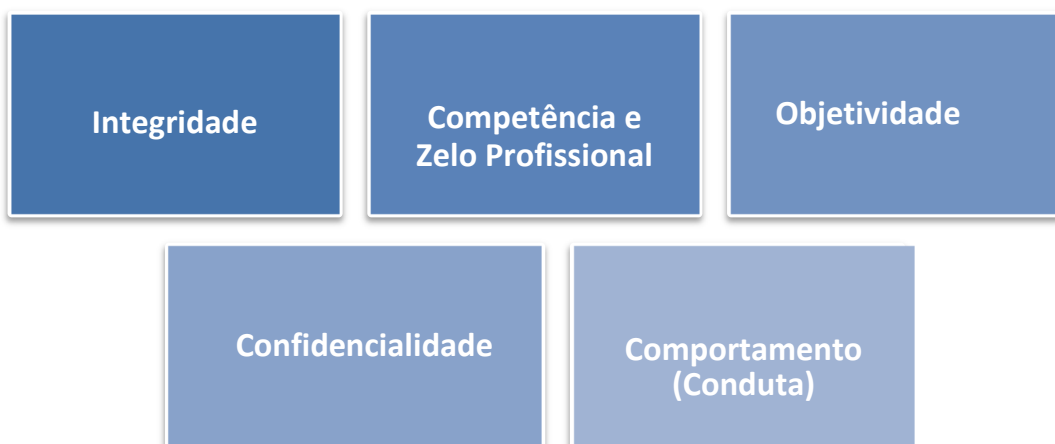 Integridade
Competência e
Zelo Profissional
Objetividade
Confidencialidade
Comportamento
(Conduta)